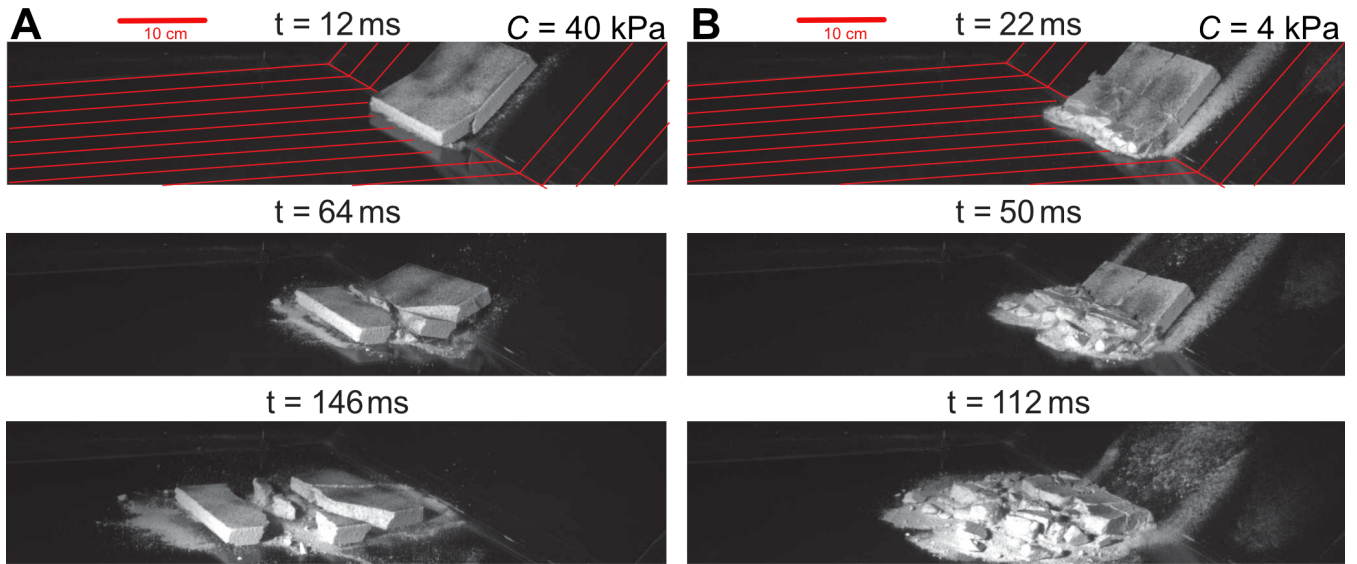 A
10 cm
t = 12 ms
C = 40 kPa
t = 64 ms
t = 146 ms
B
10 cm
t = 22 ms
C = 4 kPa
t = 50 ms
t = 112 ms